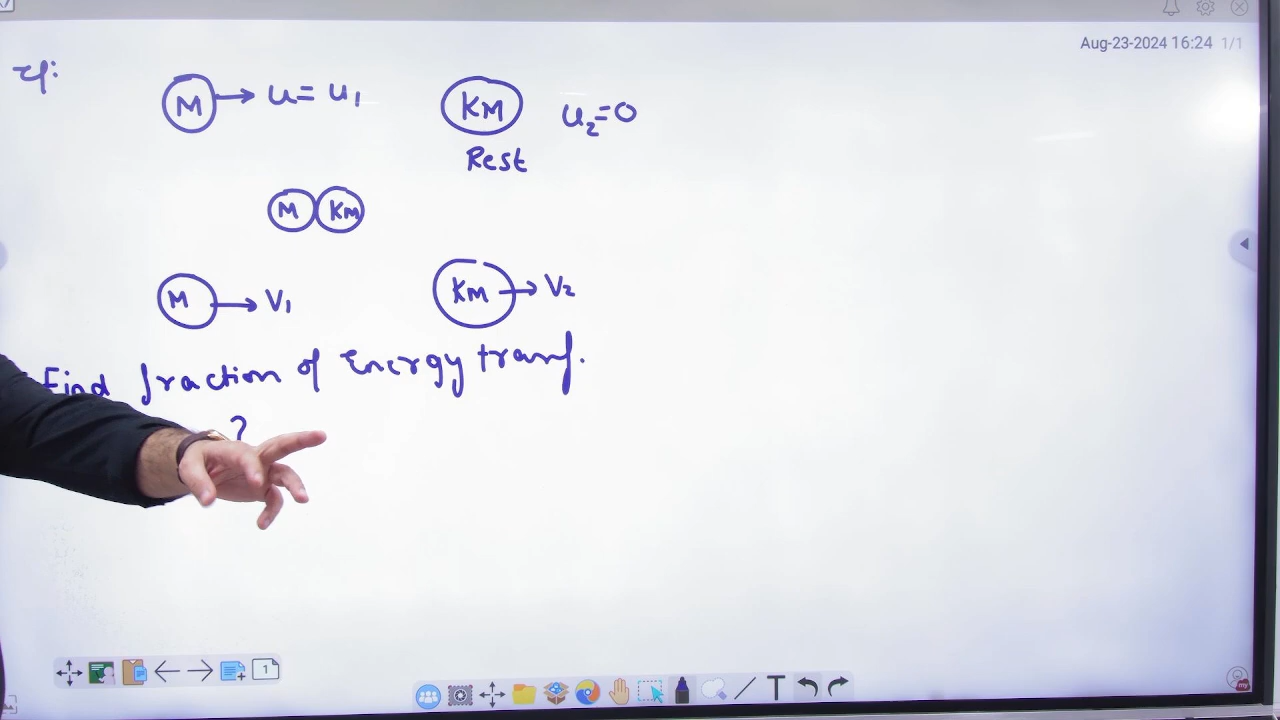 Aug-23-2024 16:24 1/1
M → u = u₁ KM u₂=0
Rest
M KM
M → V₁ KM → V₂
Find fraction of Energy transf.
?
1
T